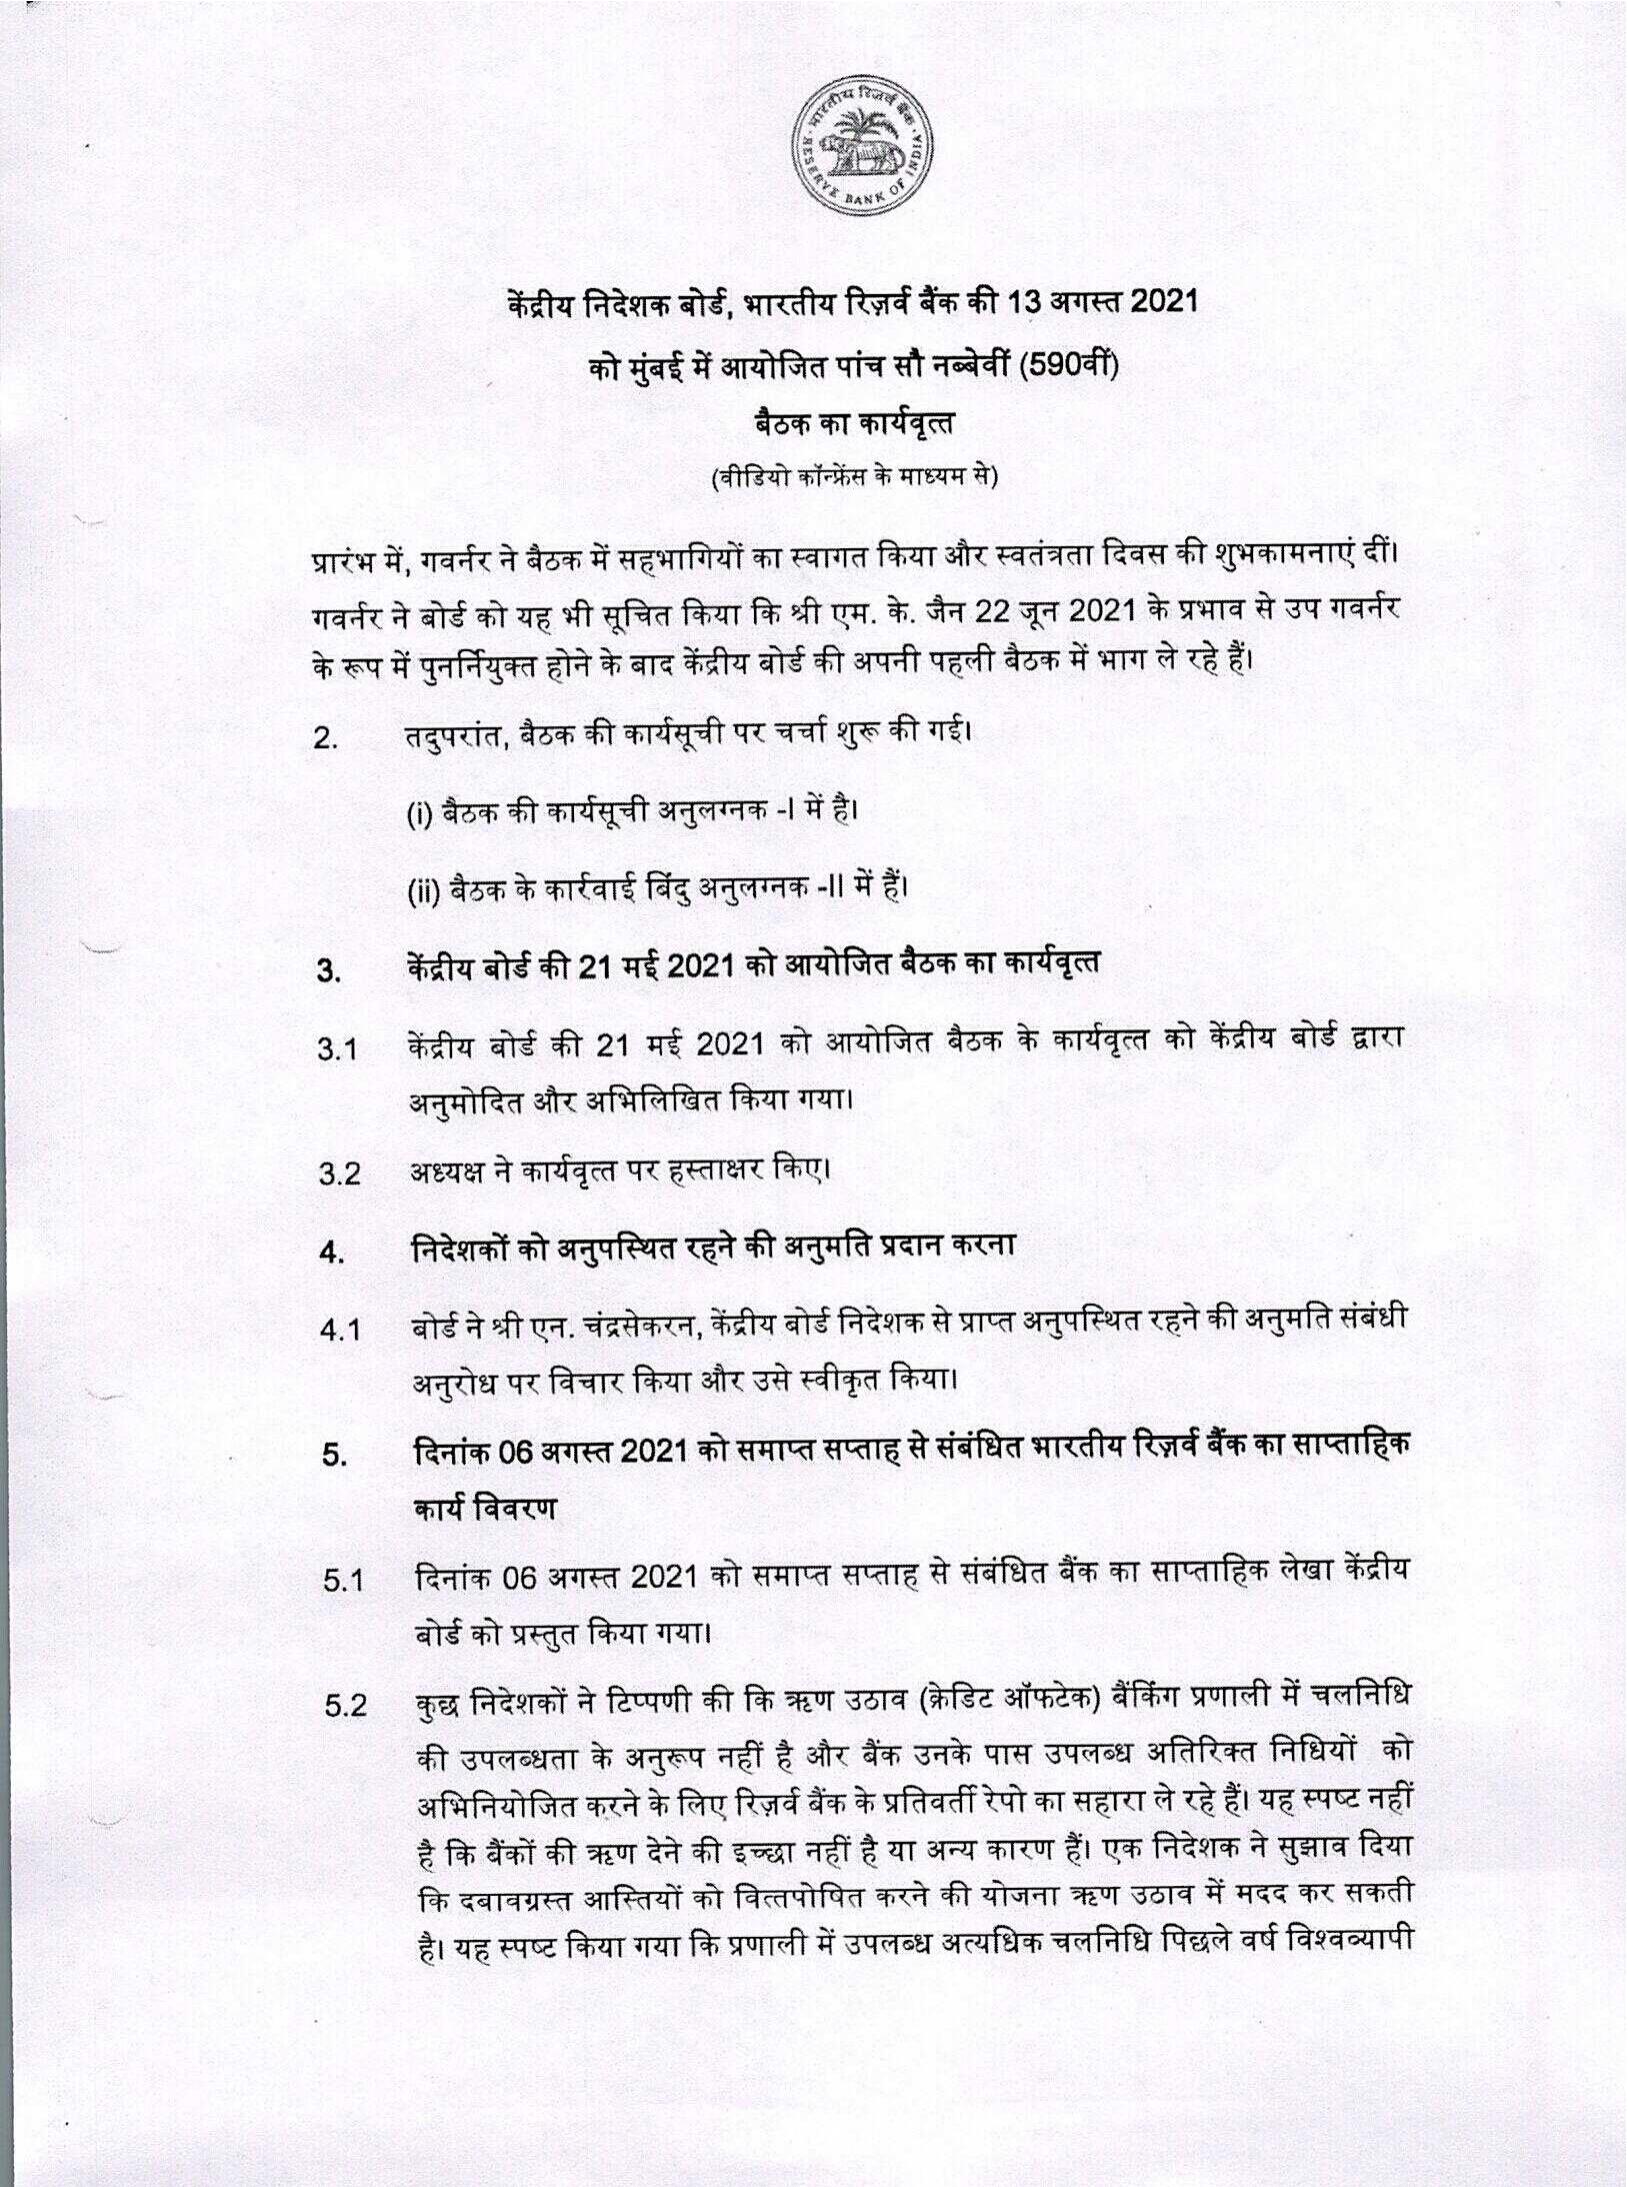 भारतीय रिज़र्व बैंक
RESERVE BANK OF INDIA
केंद्रीय निदेशक बोर्ड, भारतीय रिज़र्व बैंक की 13 अगस्त 2021
को मुंबई में आयोजित पांच सौ नब्बेवीं (590वीं)
बैठक का कार्यवृत्त
(वीडियो कॉन्फ्रेंस के माध्यम से)
प्रारंभ में, गवर्नर ने बैठक में सहभागियों का स्वागत किया और स्वतंत्रता दिवस की शुभकामनाएं दीं।
गवर्नर ने बोर्ड को यह भी सूचित किया कि श्री एम. के. जैन 22 जून 2021 के प्रभाव से उप गवर्नर
के रूप में पुनर्नियुक्त होने के बाद केंद्रीय बोर्ड की अपनी पहली बैठक में भाग ले रहे हैं।
2. तदुपरांत, बैठक की कार्यसूची पर चर्चा शुरू की गई।
(i) बैठक की कार्यसूची अनुलग्नक -I में है।
(ii) बैठक के कार्रवाई बिंदु अनुलग्नक -II में हैं।
3. केंद्रीय बोर्ड की 21 मई 2021 को आयोजित बैठक का कार्यवृत्त
3.1 केंद्रीय बोर्ड की 21 मई 2021 को आयोजित बैठक के कार्यवृत्त को केंद्रीय बोर्ड द्वारा
अनुमोदित और अभिलिखित किया गया।
3.2 अध्यक्ष ने कार्यवृत्त पर हस्ताक्षर किए।
4. निदेशकों को अनुपस्थित रहने की अनुमति प्रदान करना
4.1 बोर्ड ने श्री एन. चंद्रसेकरन, केंद्रीय बोर्ड निदेशक से प्राप्त अनुपस्थित रहने की अनुमति संबंधी
अनुरोध पर विचार किया और उसे स्वीकृत किया।
5. दिनांक 06 अगस्त 2021 को समाप्त सप्ताह से संबंधित भारतीय रिज़र्व बैंक का साप्ताहिक
कार्य विवरण
5.1 दिनांक 06 अगस्त 2021 को समाप्त सप्ताह से संबंधित बैंक का साप्ताहिक लेखा केंद्रीय
बोर्ड को प्रस्तुत किया गया।
5.2 कुछ निदेशकों ने टिप्पणी की कि ऋण उठाव (क्रेडिट ऑफटेक) बैंकिंग प्रणाली में चलनिधि
की उपलब्धता के अनुरूप नहीं है और बैंक उनके पास उपलब्ध अतिरिक्त निधियों को
अभिनियोजित करने के लिए रिज़र्व बैंक के प्रतिवर्ती रेपो का सहारा ले रहे हैं। यह स्पष्ट नहीं
है कि बैंकों की ऋण देने की इच्छा नहीं है या अन्य कारण हैं। एक निदेशक ने सुझाव दिया
कि दबावग्रस्त आस्तियों को वित्तपोषित करने की योजना ऋण उठाव में मदद कर सकती
है। यह स्पष्ट किया गया कि प्रणाली में उपलब्ध अत्यधिक चलनिधि पिछले वर्ष विश्वव्यापी